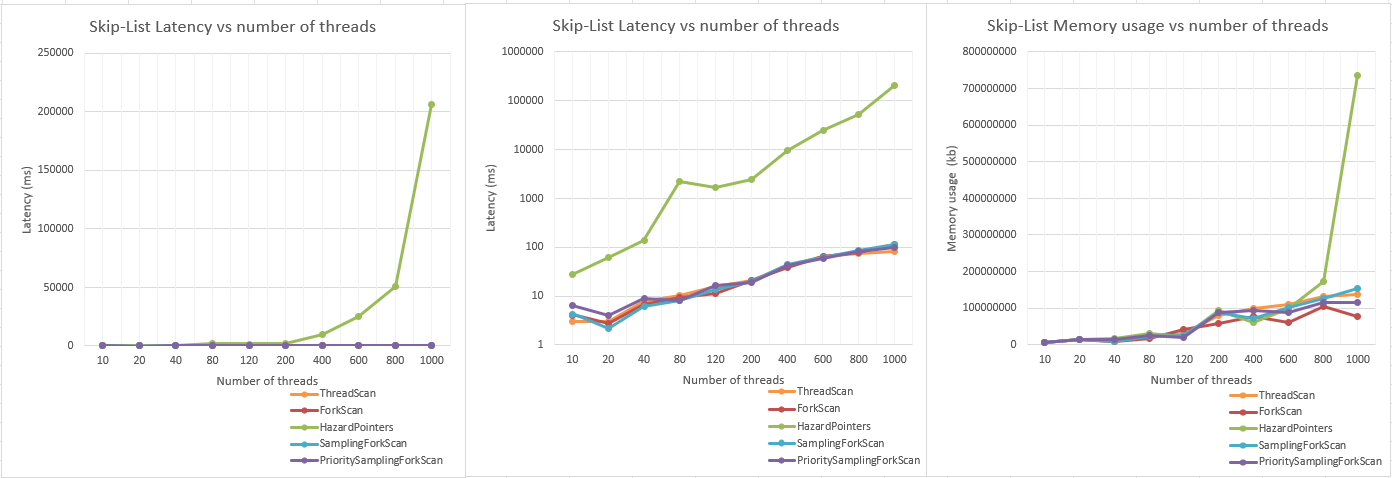 Skip-List Latency vs number of threads
250000
200000
150000
100000
50000
0
Latency (ms)
10 20 40 80 120 200 400 600 800 1000
Number of threads
ThreadScan
ForkScan
HazardPointers
SamplingForkScan
PrioritySamplingForkScan
Skip-List Latency vs number of threads
1000000
100000
10000
1000
100
10
1
Latency (ms)
10 20 40 80 120 200 400 600 800 1000
Number of threads
ThreadScan
ForkScan
HazardPointers
SamplingForkScan
PrioritySamplingForkScan
Skip-List Memory usage vs number of threads
800000000
700000000
600000000
500000000
400000000
300000000
200000000
100000000
0
Memory usage (kb)
10 20 40 80 120 200 400 600 800 1000
Number of threads
ThreadScan
ForkScan
HazardPointers
SamplingForkScan
PrioritySamplingForkScan